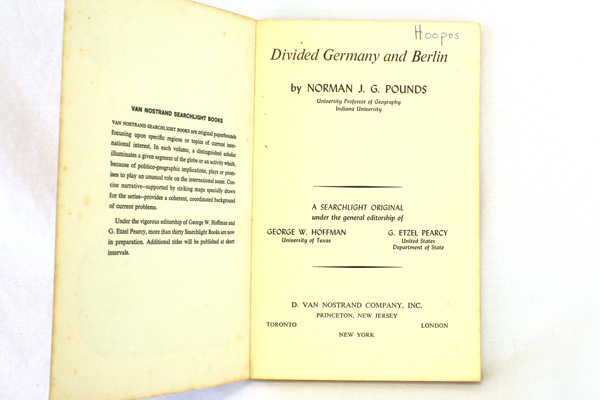 VAN NOSTRAND SEARCHLIGHT BOOKS
VAN NOSTRAND SEARCHLIGHT BOOKS are original paperbounds
focusing upon specific regions or topics of current inter-
national interest. In each volume, a distinguished scholar
illuminates a given segment of the globe or an activity which,
because of politico-geographic implications, plays or prom-
ises to play an unusual role on the international scene. Con-
cise narrative—supported by striking maps specially drawn
for the series—provides a coherent, coordinated background
of current problems.
Under the vigorous editorship of George W. Hoffman and
G. Etzel Pearcy, more than thirty Searchlight Books are now
in preparation. Additional titles will be published at short
intervals.
Hoopes
Divided Germany and Berlin
by NORMAN J. G. POUNDS
University Professor of Geography
Indiana University
A SEARCHLIGHT ORIGINAL
under the general editorship of
GEORGE W. HOFFMAN
University of Texas
G. ETZEL PEARCY
United States
Department of State
D. VAN NOSTRAND COMPANY, INC.
PRINCETON, NEW JERSEY
TORONTO LONDON
NEW YORK